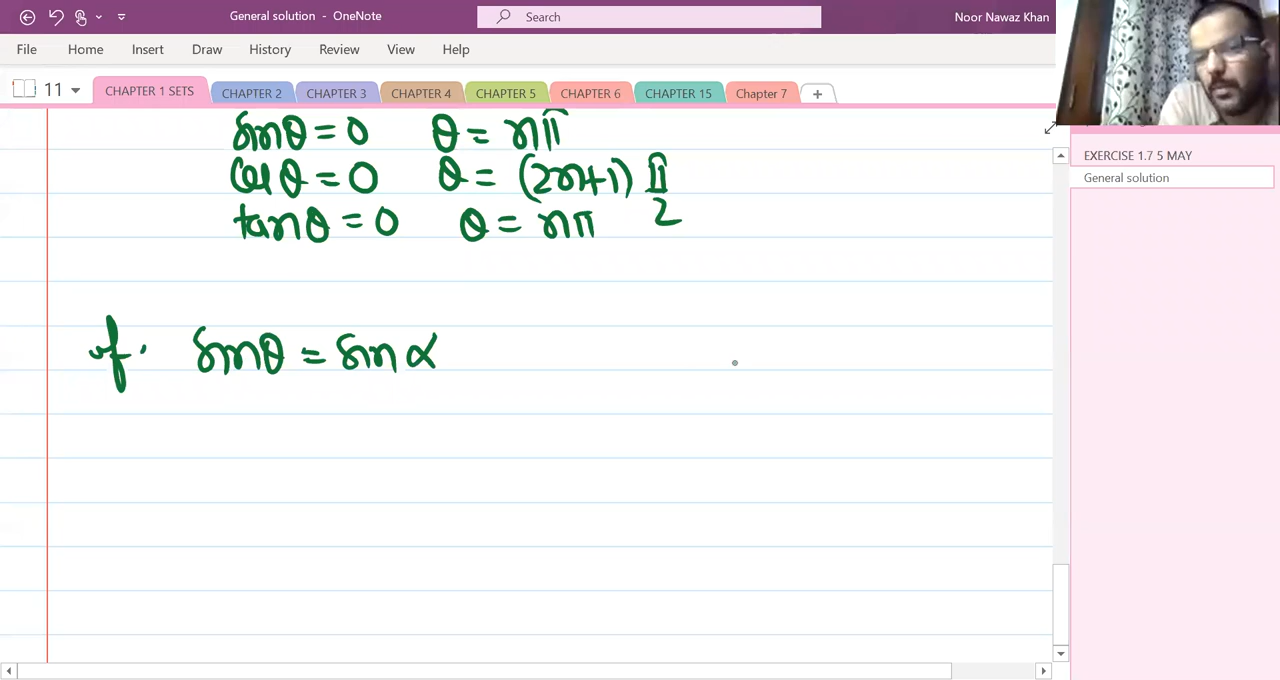 General solution - OneNote
Search
Noor Nawaz Khan
File Home Insert Draw History Review View Help
11 CHAPTER 1 SETS CHAPTER 2 CHAPTER 3 CHAPTER 4 CHAPTER 5 CHAPTER 6 CHAPTER 15 Chapter 7 +
sinθ = 0 θ = nπ
Cos θ = 0 θ = (2n+1) π/2
tanθ = 0 θ = nπ
if. sinθ = sin α
EXERCISE 1.7 5 MAY
General solution